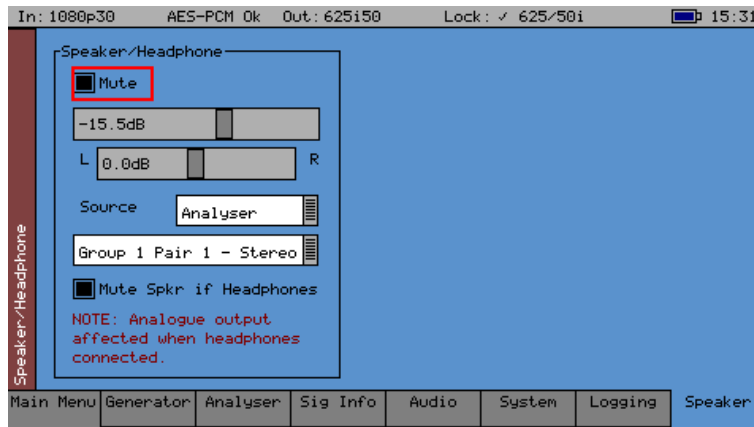 In: 1080p30 AES-PCM Ok Out: 625i50 Lock: ✓ 625/50i 15:31
Speaker/Headphone
Mute
-15.5dB
L 0.0dB R
Source Analyser
Group 1 Pair 1 - Stereo
Mute Spkr if Headphones
NOTE: Analogue output
affected when headphones
connected.
Speaker/Headphone
Main Menu Generator Analyser Sig Info Audio System Logging Speaker